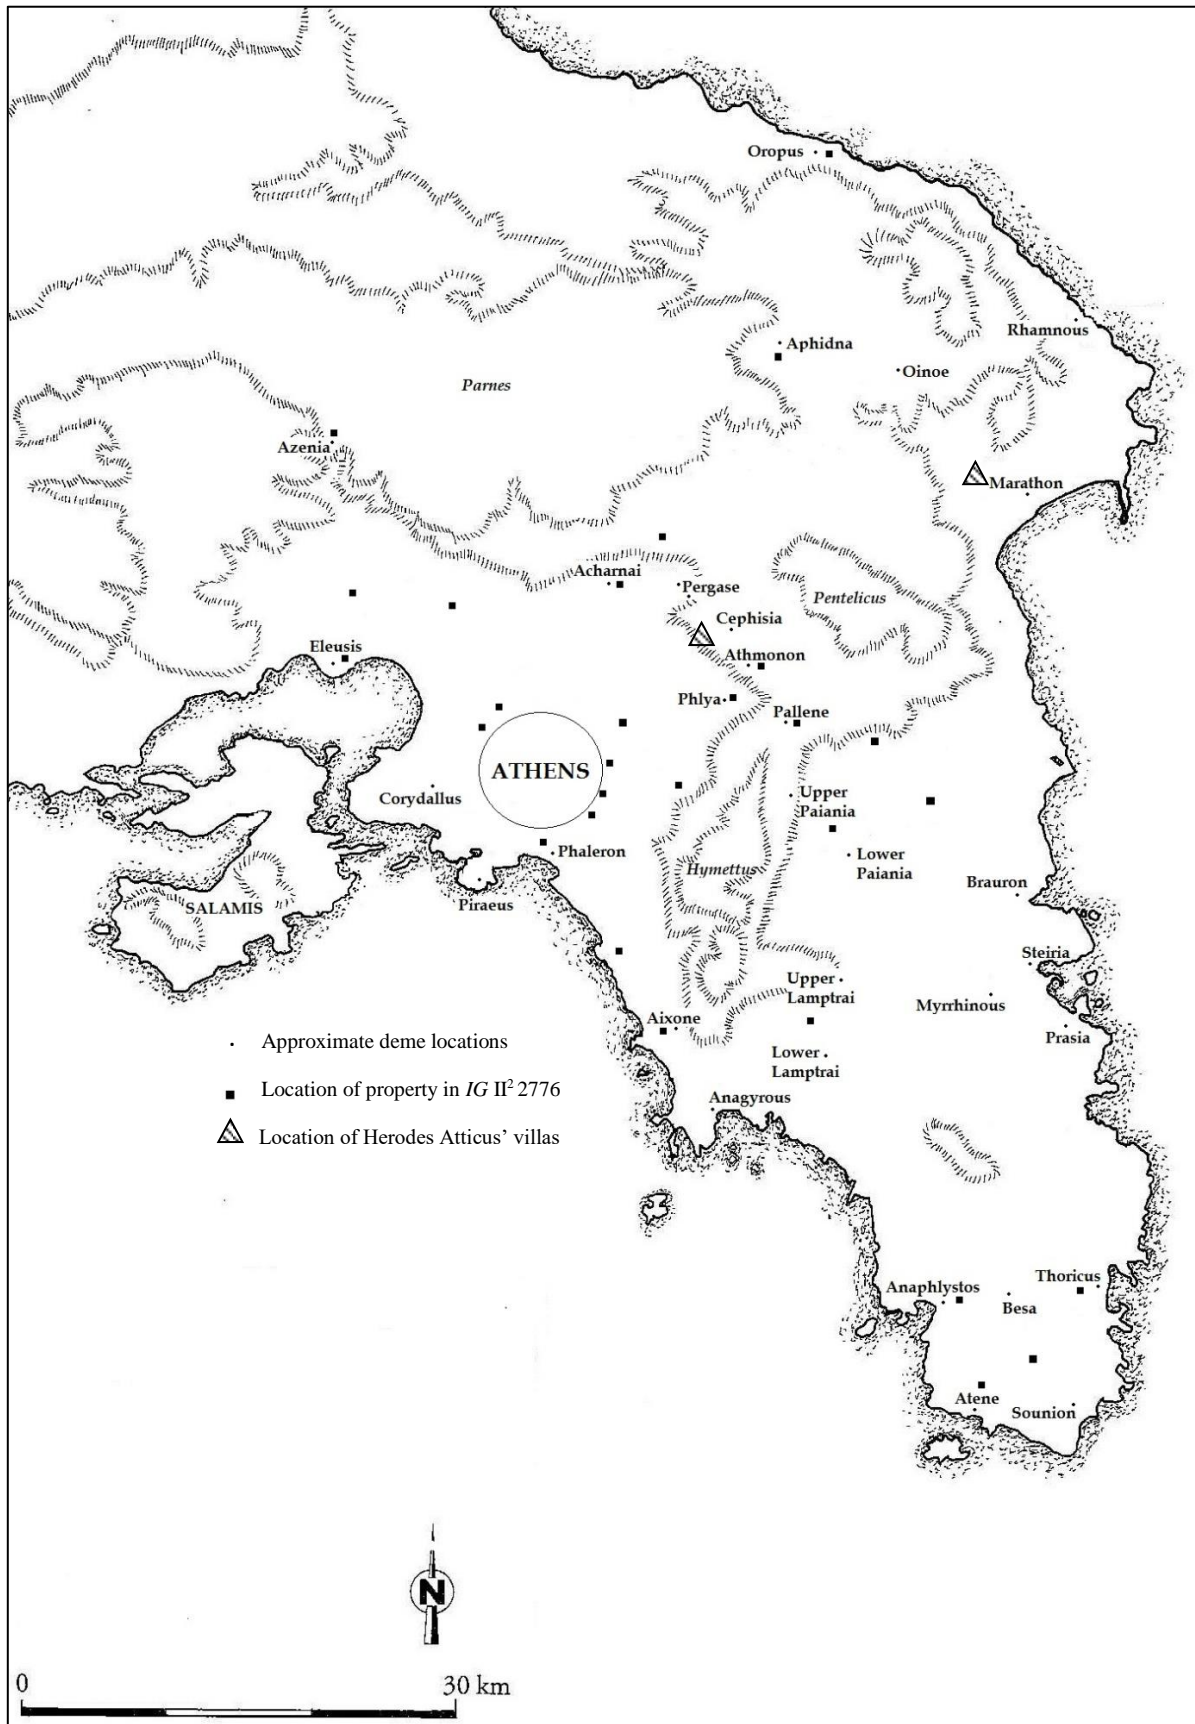 Oropus
Rhamnous
Aphidna
Oinoe
Parnes
Azenia
Marathon
Acharnai
Pergase
Pentelicus
Cephisia
Eleusis
Athmonon
Phlya
Pallene
ATHENS
Corydallus
Upper
Paiania
Phaleron
Lower
Paiania
Hymettus
Brauron
Piraeus
SALAMIS
Steiria
Upper
Lamptrai
Myrrhinous
Aixone
Prasia
Approximate deme locations
Lower
Lamptrai
Location of property in IG II² 2776
Anagyrous
Location of Herodes Atticus’ villas
Thoricus
Anaphlystos
Besa
Atene
Sounion
N
0 30 km